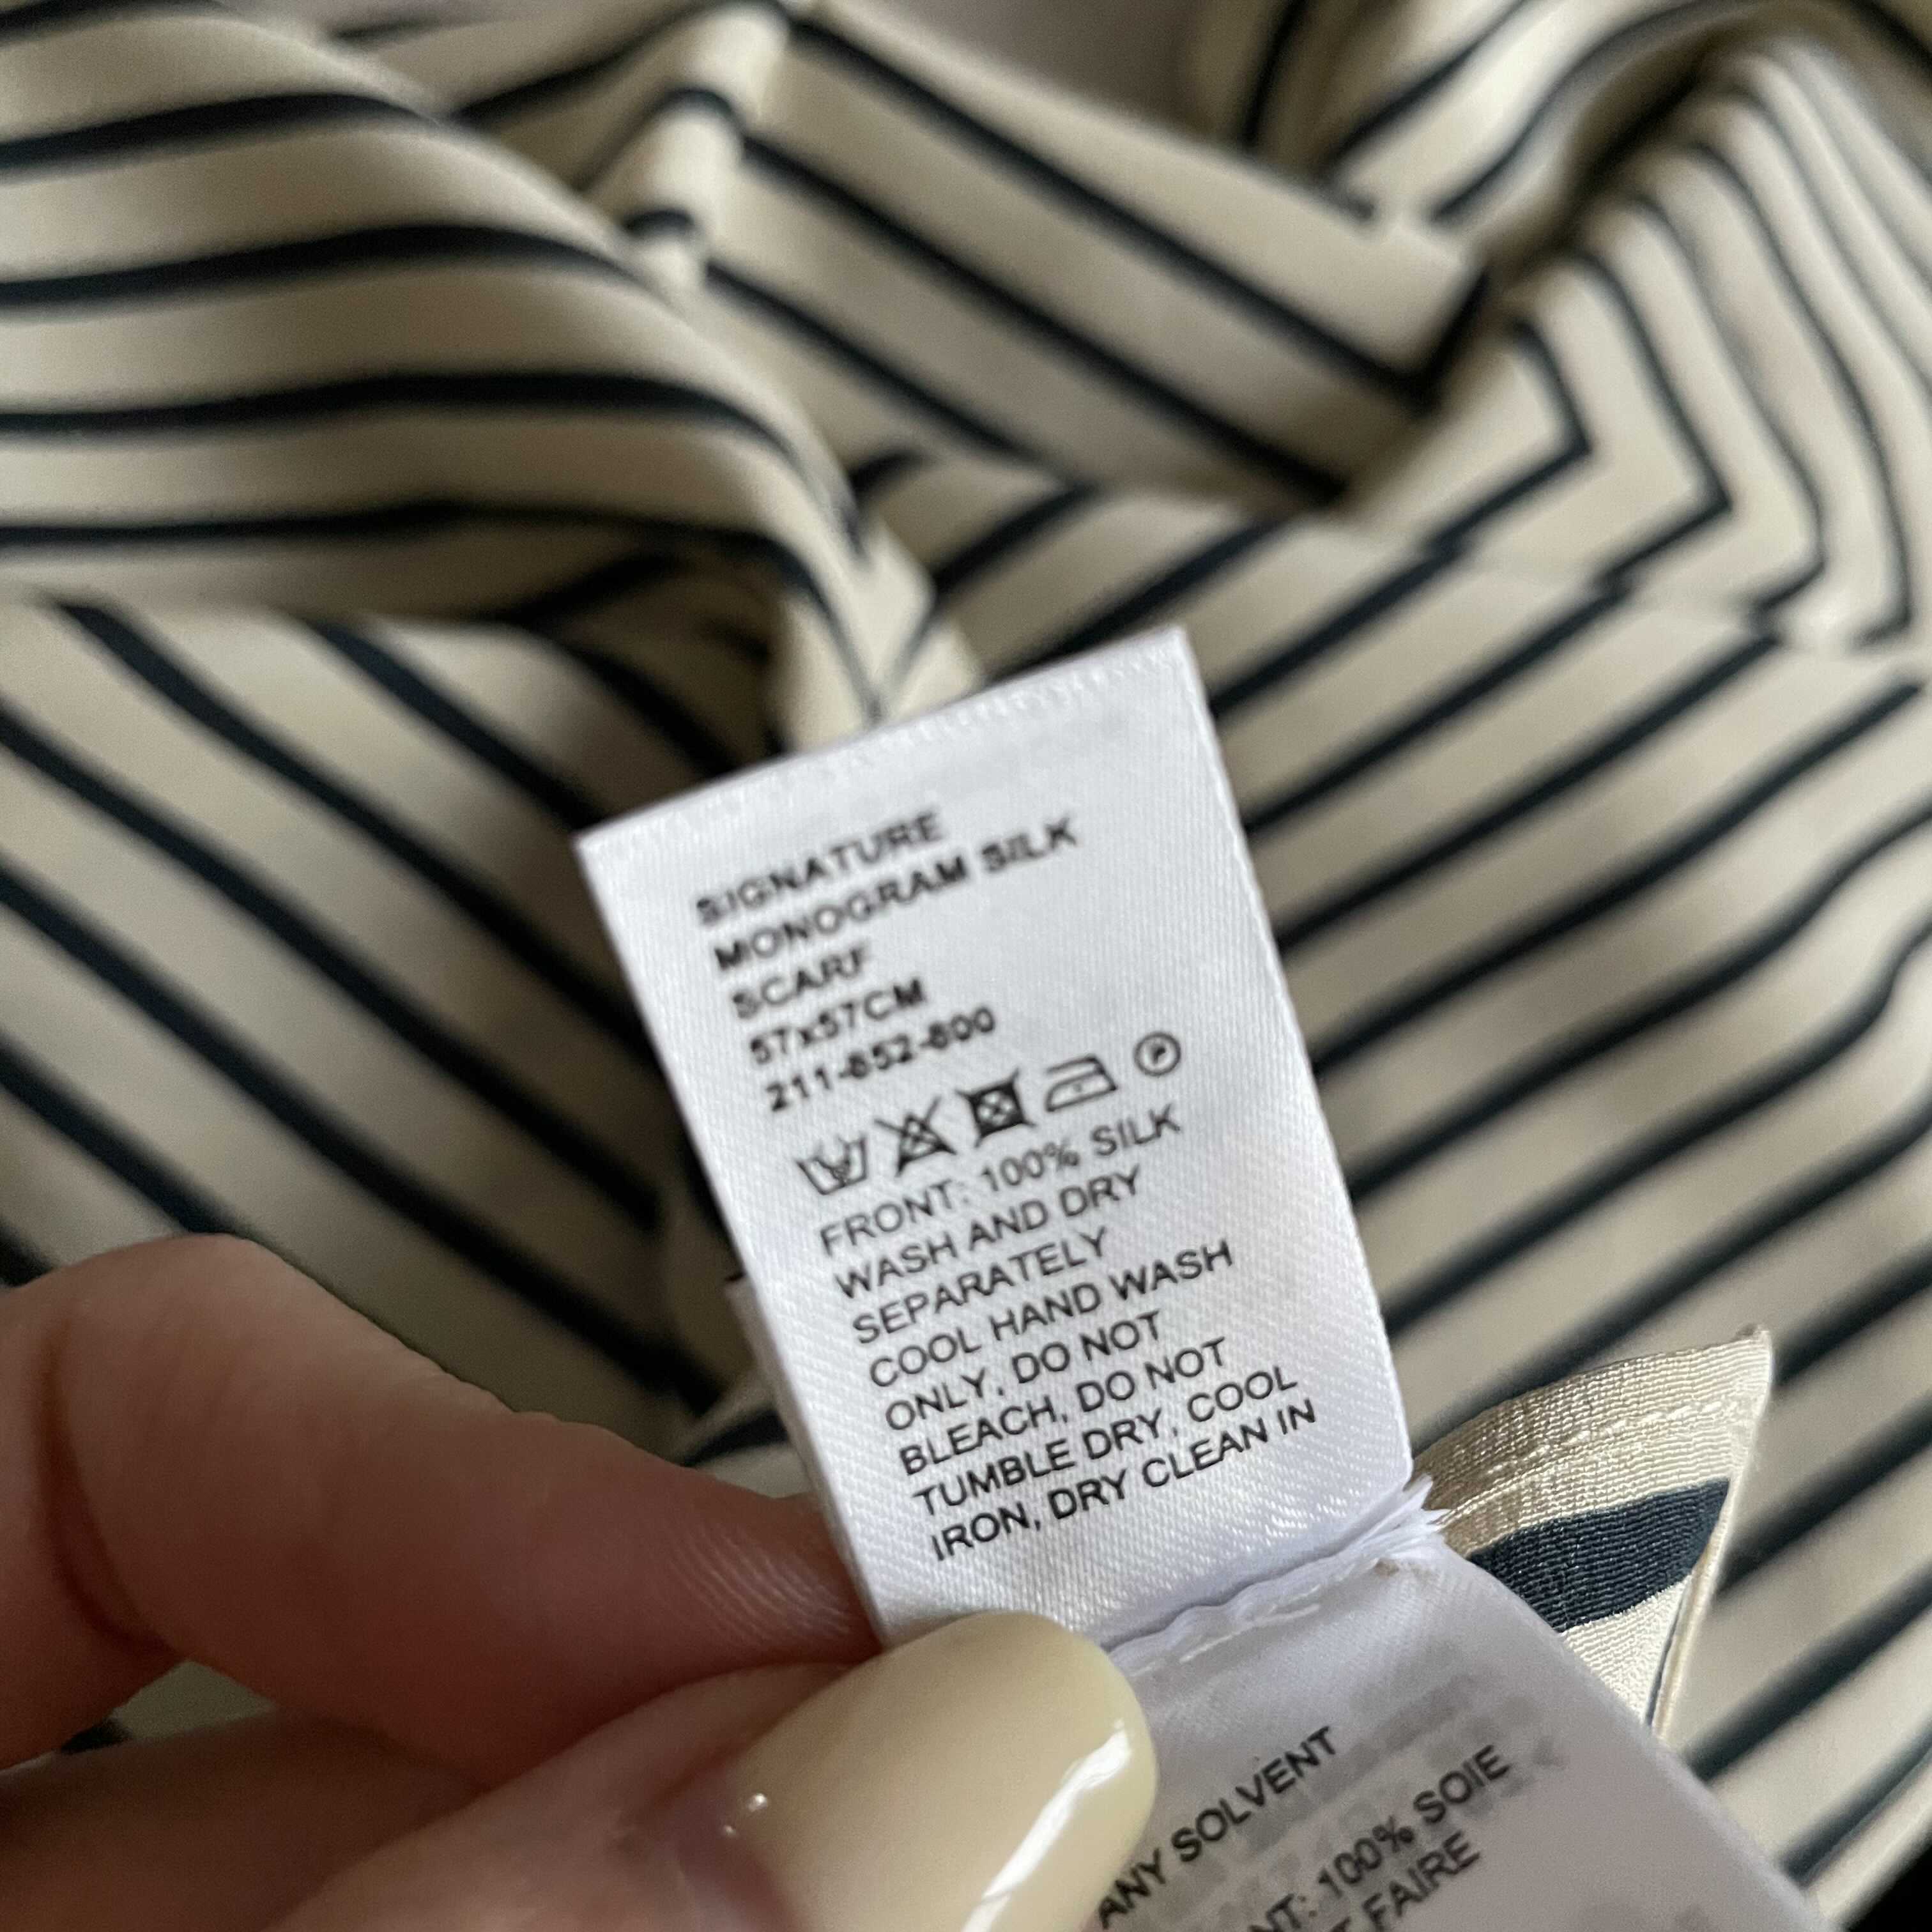 SIGNATURE
MONOGRAM SILK
SCARF
57x57CM
211-852-800
P
FRONT: 100% SILK
WASH AND DRY
SEPARATELY
COOL HAND WASH
ONLY, DO NOT
BLEACH, DO NOT
TUMBLE DRY, COOL
IRON, DRY CLEAN IN
ANY SOLVENT
NT: 100% SOIE
FAIRE